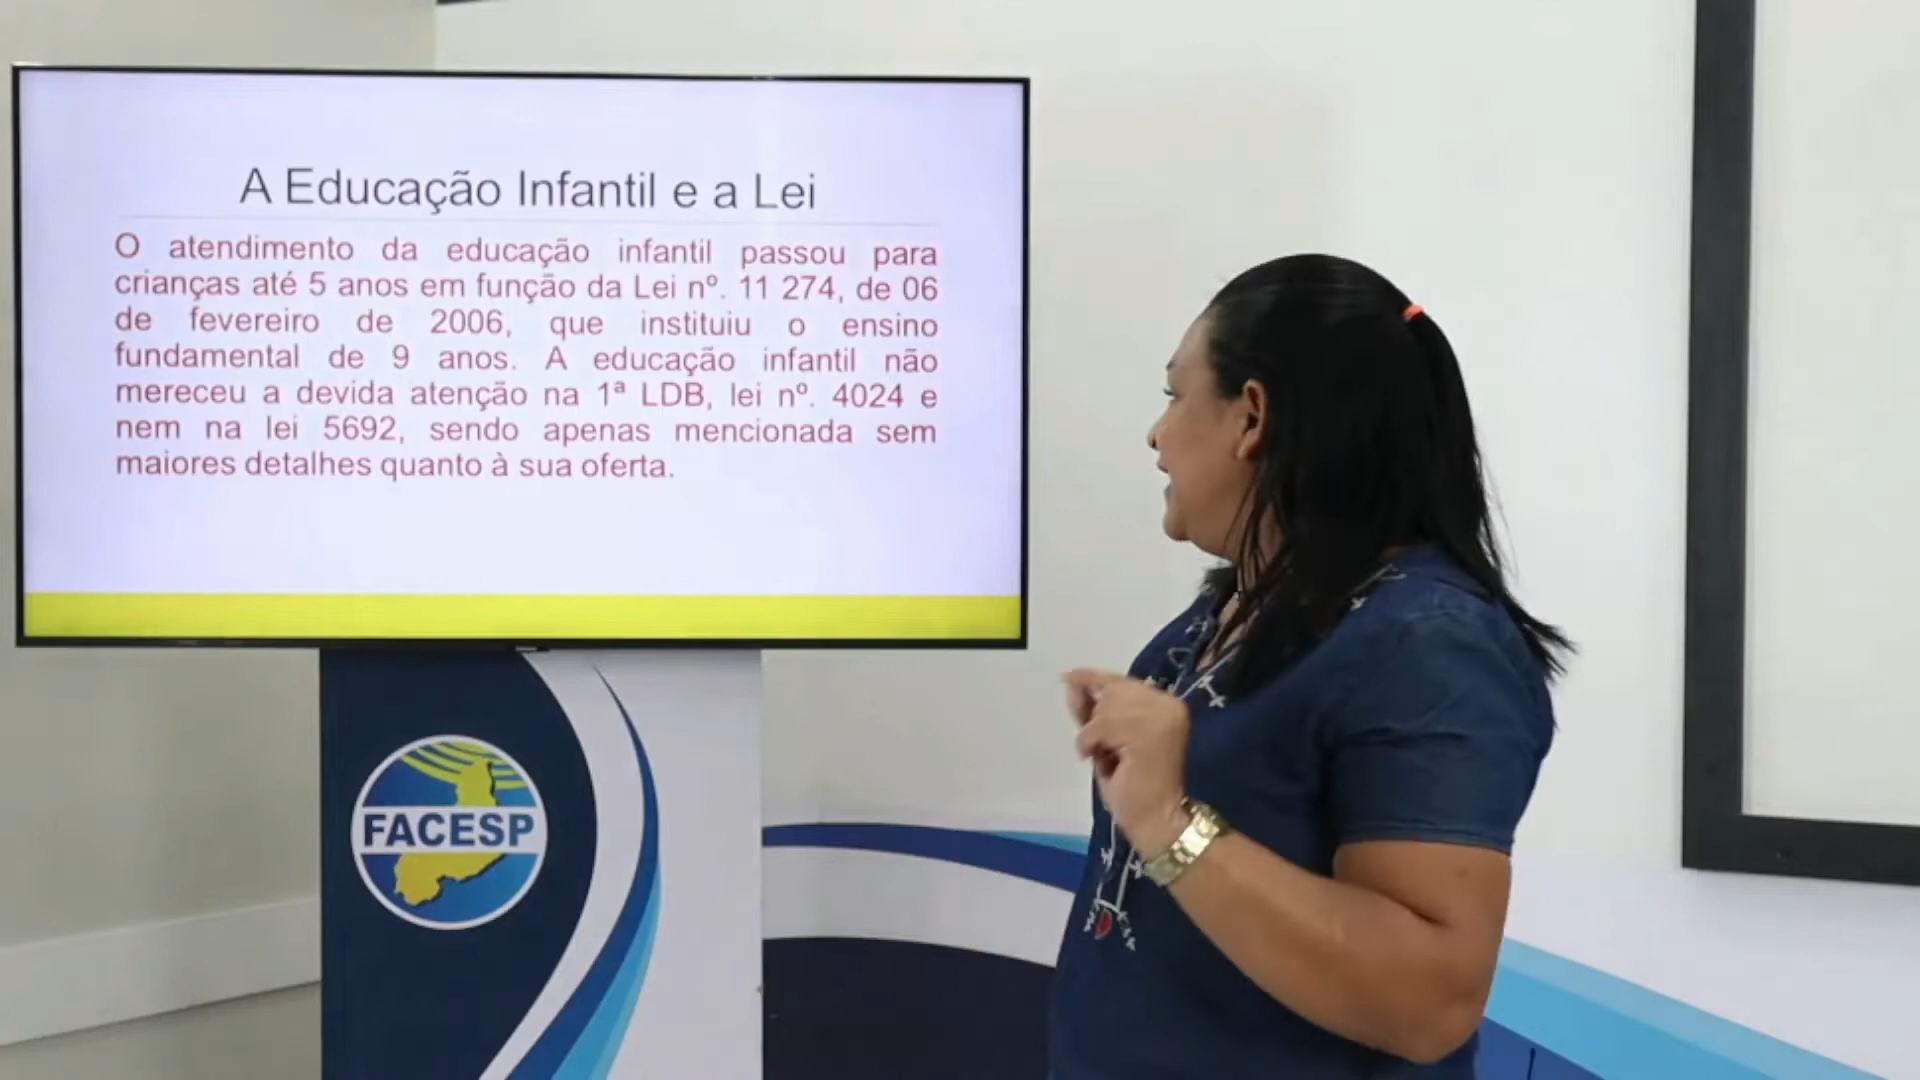 A Educação Infantil e a Lei
O atendimento da educação infantil passou para
crianças até 5 anos em função da Lei nº. 11 274, de 06
de fevereiro de 2006, que instituiu o ensino
fundamental de 9 anos. A educação infantil não
mereceu a devida atenção na 1ª LDB, lei nº. 4024 e
nem na lei 5692, sendo apenas mencionada sem
maiores detalhes quanto à sua oferta.
FACESP